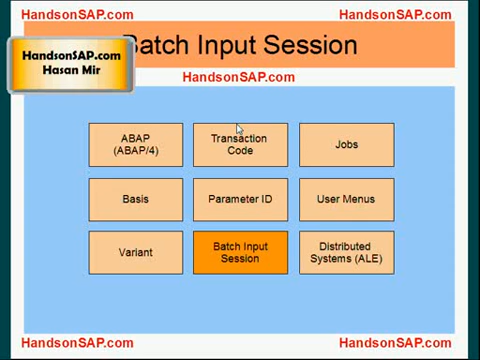 HandsonSAP.com
HandsonSAP.com
HandsonSAP.com
Hasan Mir
Batch Input Session
HandsonSAP.com
ABAP
(ABAP/4)
Transaction
Code
Jobs
Basis
Parameter ID
User Menus
Variant
Batch Input
Session
Distributed
Systems (ALE)
HandsonSAP.com
HandsonSAP.com